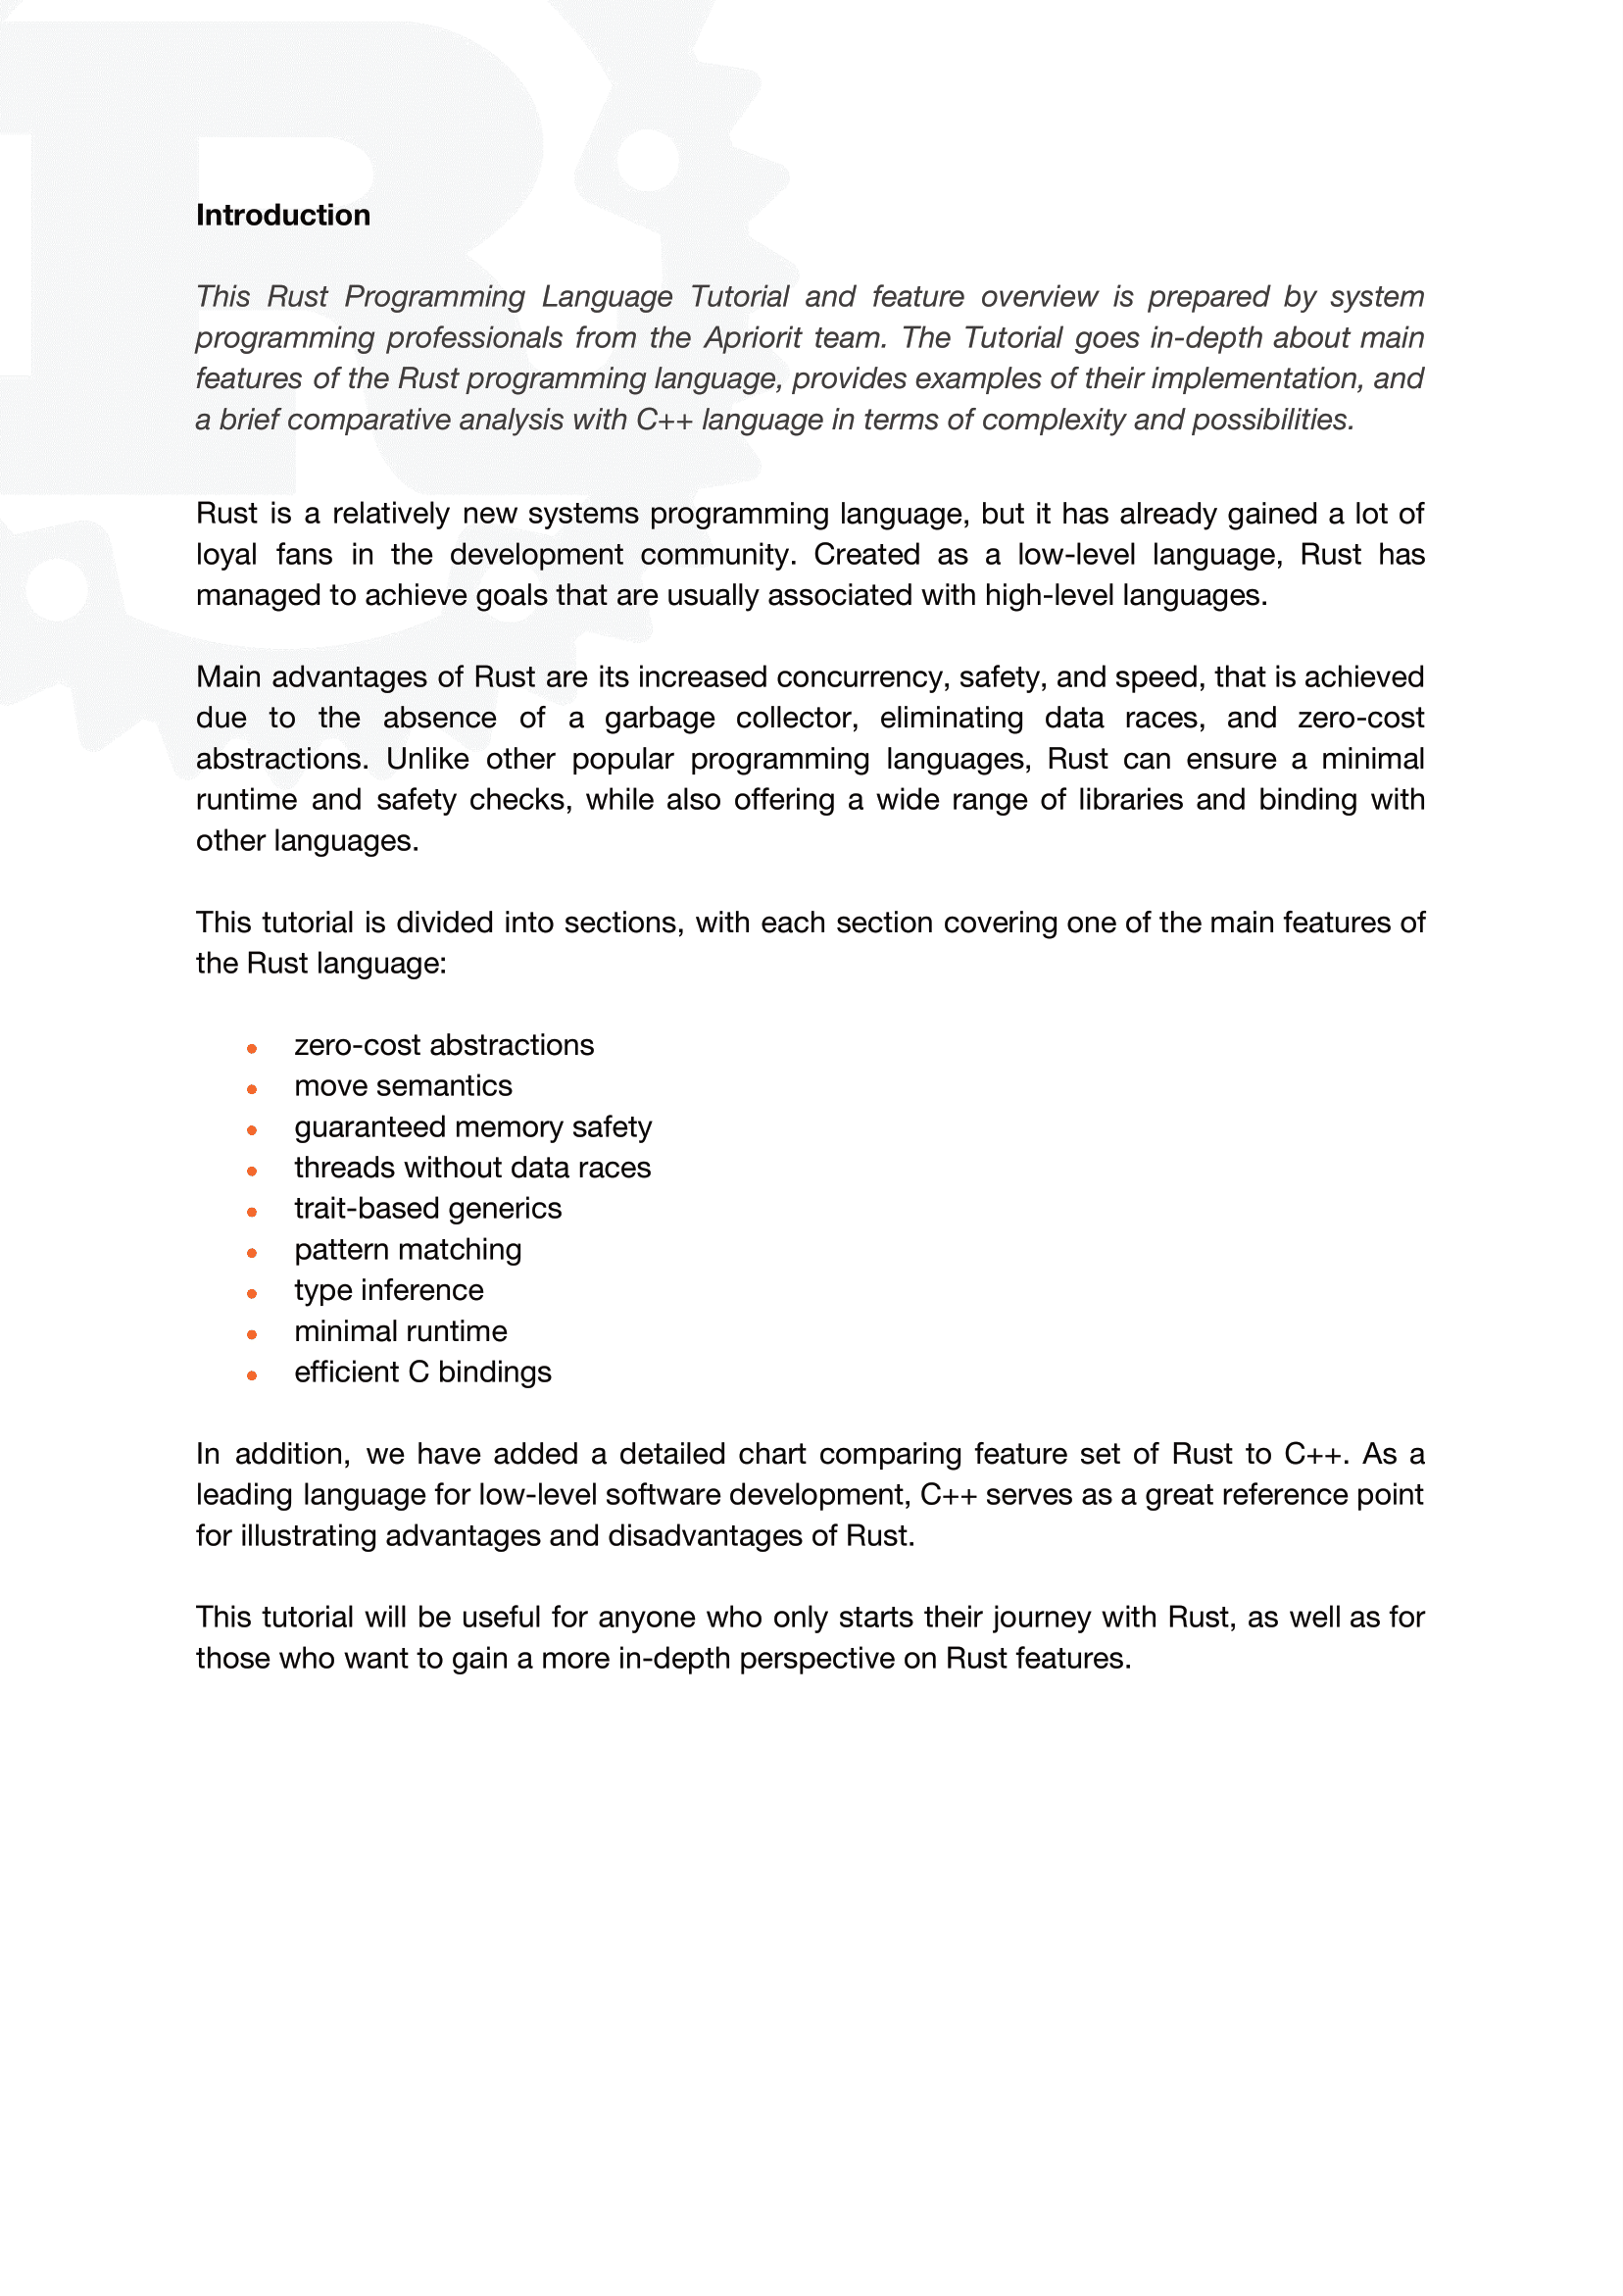 Introduction
This Rust Programming Language Tutorial and feature overview is prepared by system
programming professionals from the Apriorit team. The Tutorial goes in-depth about main
features of the Rust programming language, provides examples of their implementation, and
a brief comparative analysis with C++ language in terms of complexity and possibilities.
Rust is a relatively new systems programming language, but it has already gained a lot of
loyal fans in the development community. Created as a low-level language, Rust has
managed to achieve goals that are usually associated with high-level languages.
Main advantages of Rust are its increased concurrency, safety, and speed, that is achieved
due to the absence of a garbage collector, eliminating data races, and zero-cost
abstractions. Unlike other popular programming languages, Rust can ensure a minimal
runtime and safety checks, while also offering a wide range of libraries and binding with
other languages.
This tutorial is divided into sections, with each section covering one of the main features of
the Rust language:
• zero-cost abstractions
• move semantics
• guaranteed memory safety
• threads without data races
• trait-based generics
• pattern matching
• type inference
• minimal runtime
• efficient C bindings
In addition, we have added a detailed chart comparing feature set of Rust to C++. As a
leading language for low-level software development, C++ serves as a great reference point
for illustrating advantages and disadvantages of Rust.
This tutorial will be useful for anyone who only starts their journey with Rust, as well as for
those who want to gain a more in-depth perspective on Rust features.